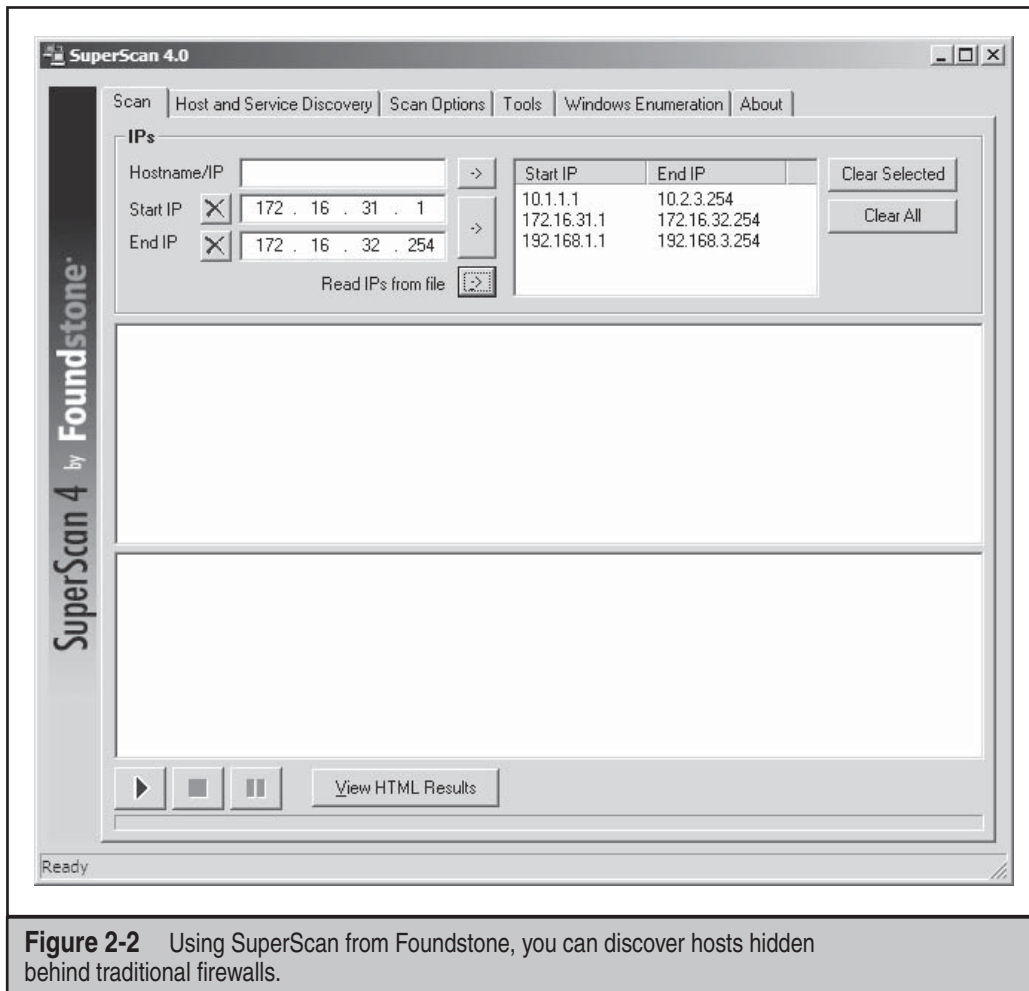 SuperScan 4.0
Scan Host and Service Discovery Scan Options Tools Windows Enumeration About
IPs
Hostname/IP ->
Start IP 172 . 16 . 31 . 1 ->
End IP 172 . 16 . 32 . 254
Read IPs from file ->
Start IP End IP
10.1.1.1 10.2.3.254
172.16.31.1 172.16.32.254
192.168.1.1 192.168.3.254
Clear Selected
Clear All
SuperScan 4 by Foundstone
View HTML Results
Ready
Figure 2-2 Using SuperScan from Foundstone, you can discover hosts hidden
behind traditional firewalls.